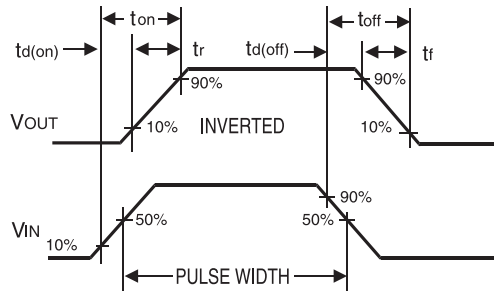 ton toff
td(on) tr td(off) tf
90% 90%
VOUT 10% INVERTED 10%
90%
VIN 50% 50%
10%
PULSE WIDTH